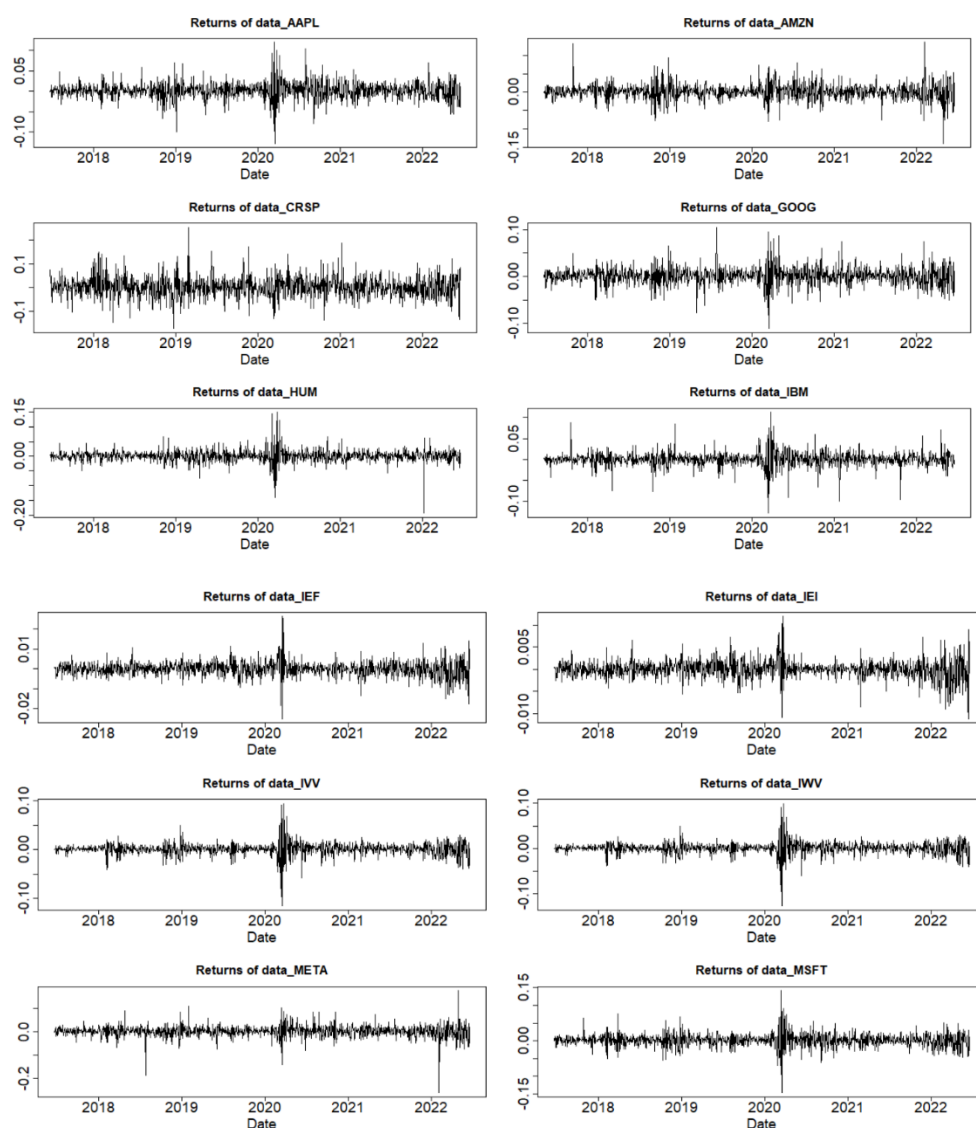 Returns of data_AAPL
0.05
-0.10
2018 2019 2020 2021 2022
Date
Returns of data_AMZN
0.00
-0.15
2018 2019 2020 2021 2022
Date
Returns of data_CRSP
0.1
-0.1
2018 2019 2020 2021 2022
Date
Returns of data_GOOG
0.10
0.00
-0.10
2018 2019 2020 2021 2022
Date
Returns of data_HUM
0.15
0.00
-0.20
2018 2019 2020 2021 2022
Date
Returns of data_IBM
0.05
-0.10
2018 2019 2020 2021 2022
Date
Returns of data_IEF
0.01
-0.02
2018 2019 2020 2021 2022
Date
Returns of data_IEI
0.005
-0.010
2018 2019 2020 2021 2022
Date
Returns of data_IVV
0.10
0.00
-0.10
2018 2019 2020 2021 2022
Date
Returns of data_IWV
0.10
0.00
-0.10
2018 2019 2020 2021 2022
Date
Returns of data_META
0.0
-0.2
2018 2019 2020 2021 2022
Date
Returns of data_MSFT
0.15
0.00
-0.15
2018 2019 2020 2021 2022
Date